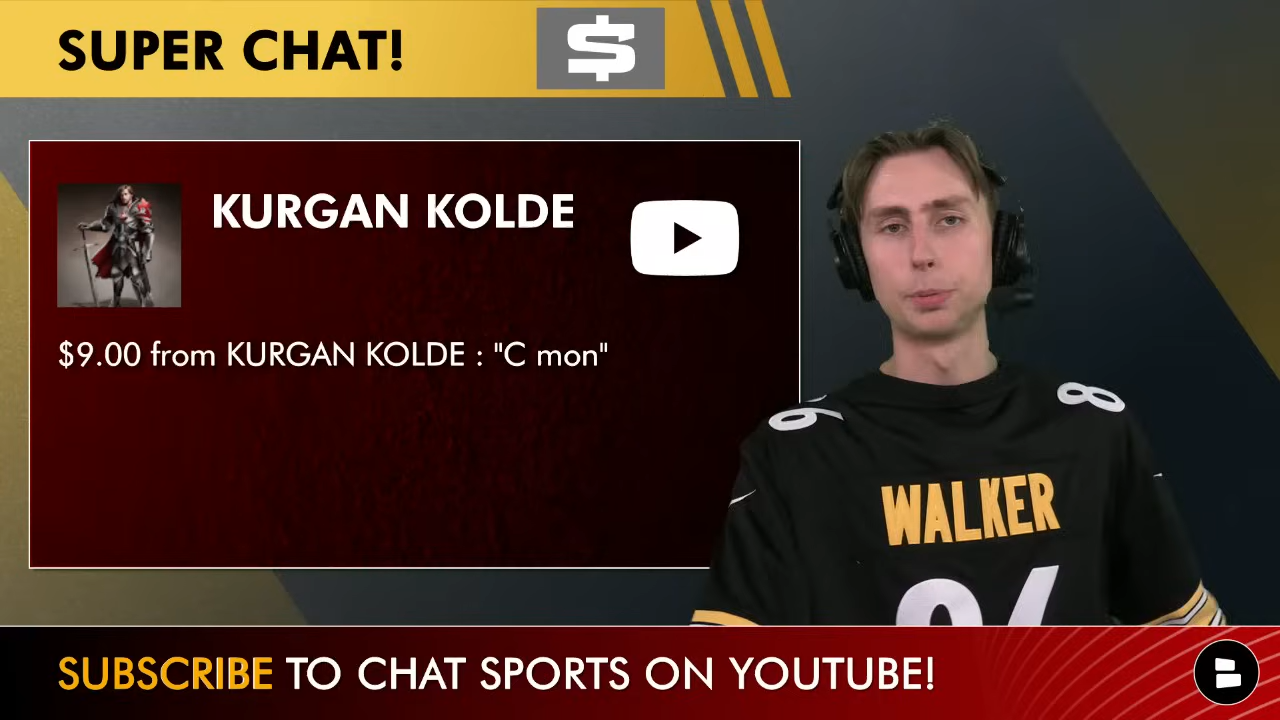 SUPER CHAT!
$
KURGAN KOLDE
$9.00 from KURGAN KOLDE : "C mon"
8
WALKER
SUBSCRIBE TO CHAT SPORTS ON YOUTUBE!